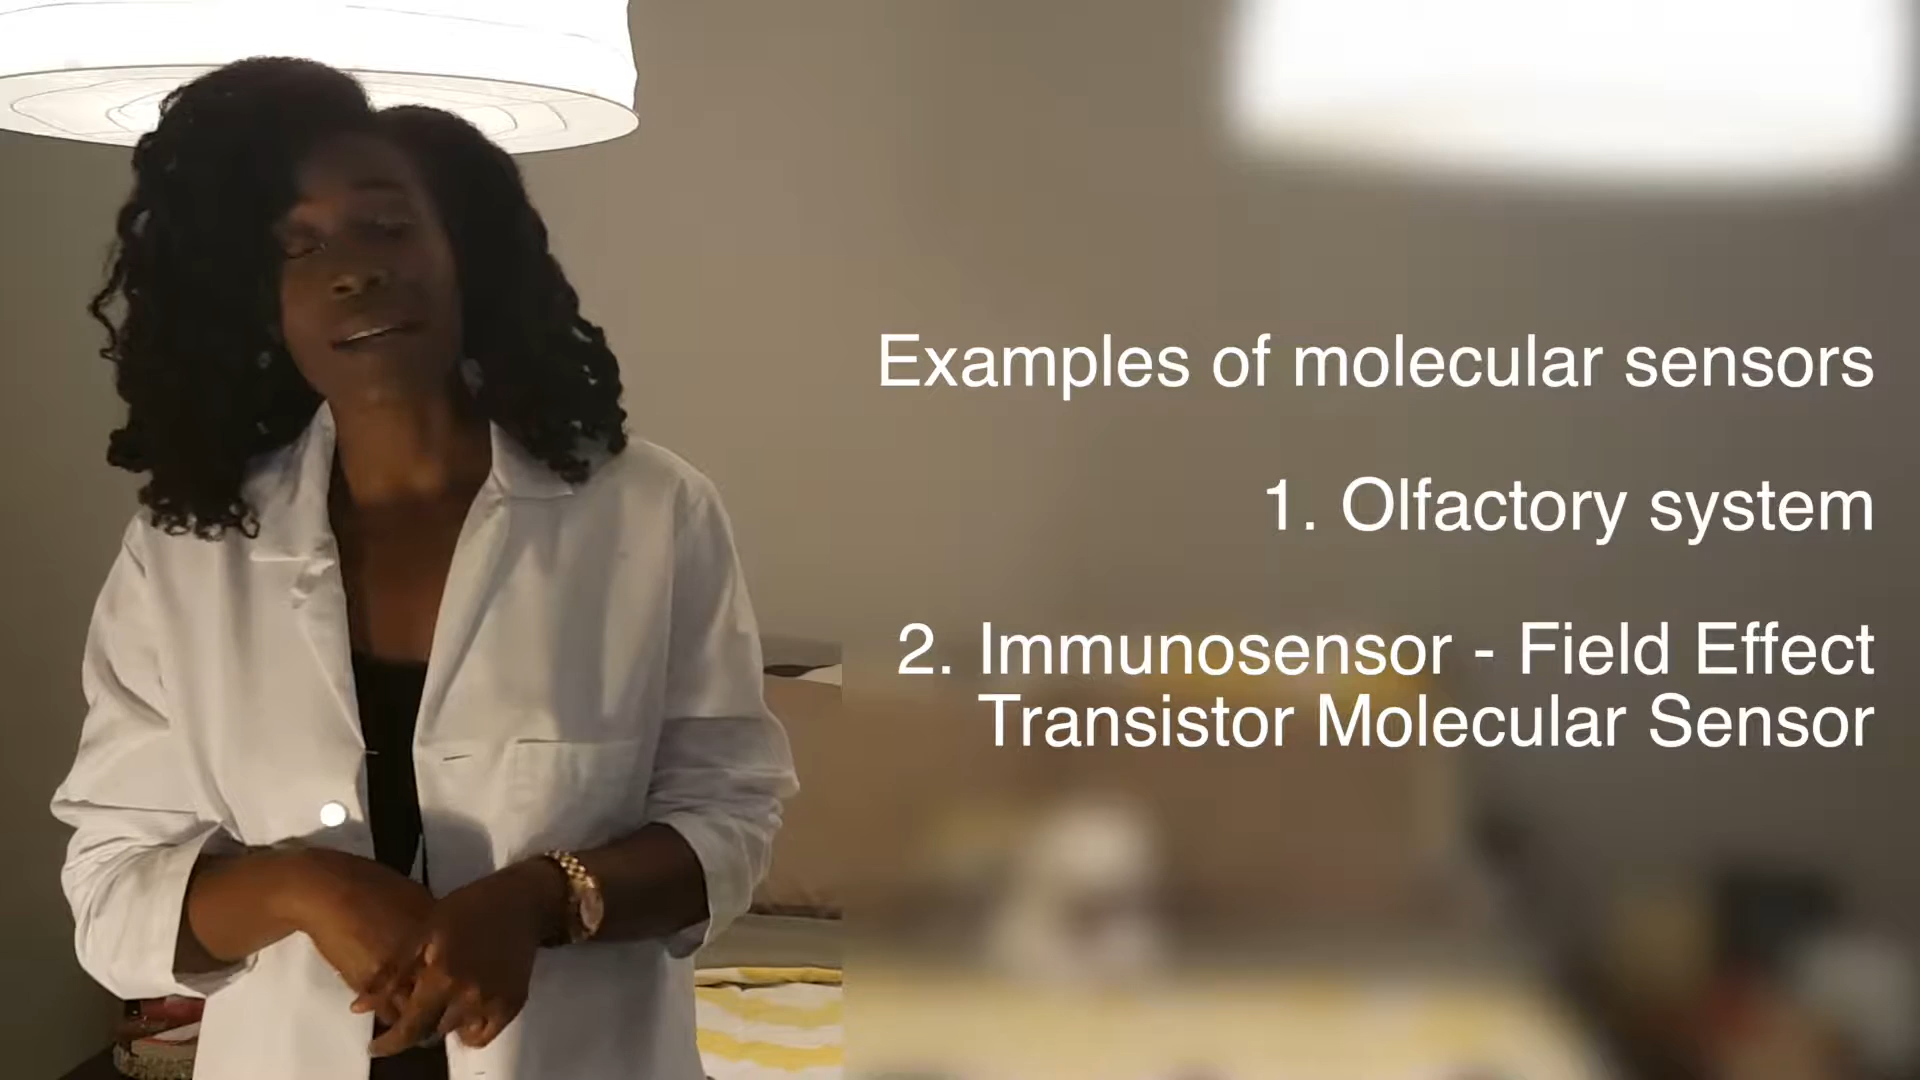 Examples of molecular sensors
1. Olfactory system
2. Immunosensor - Field Effect
Transistor Molecular Sensor